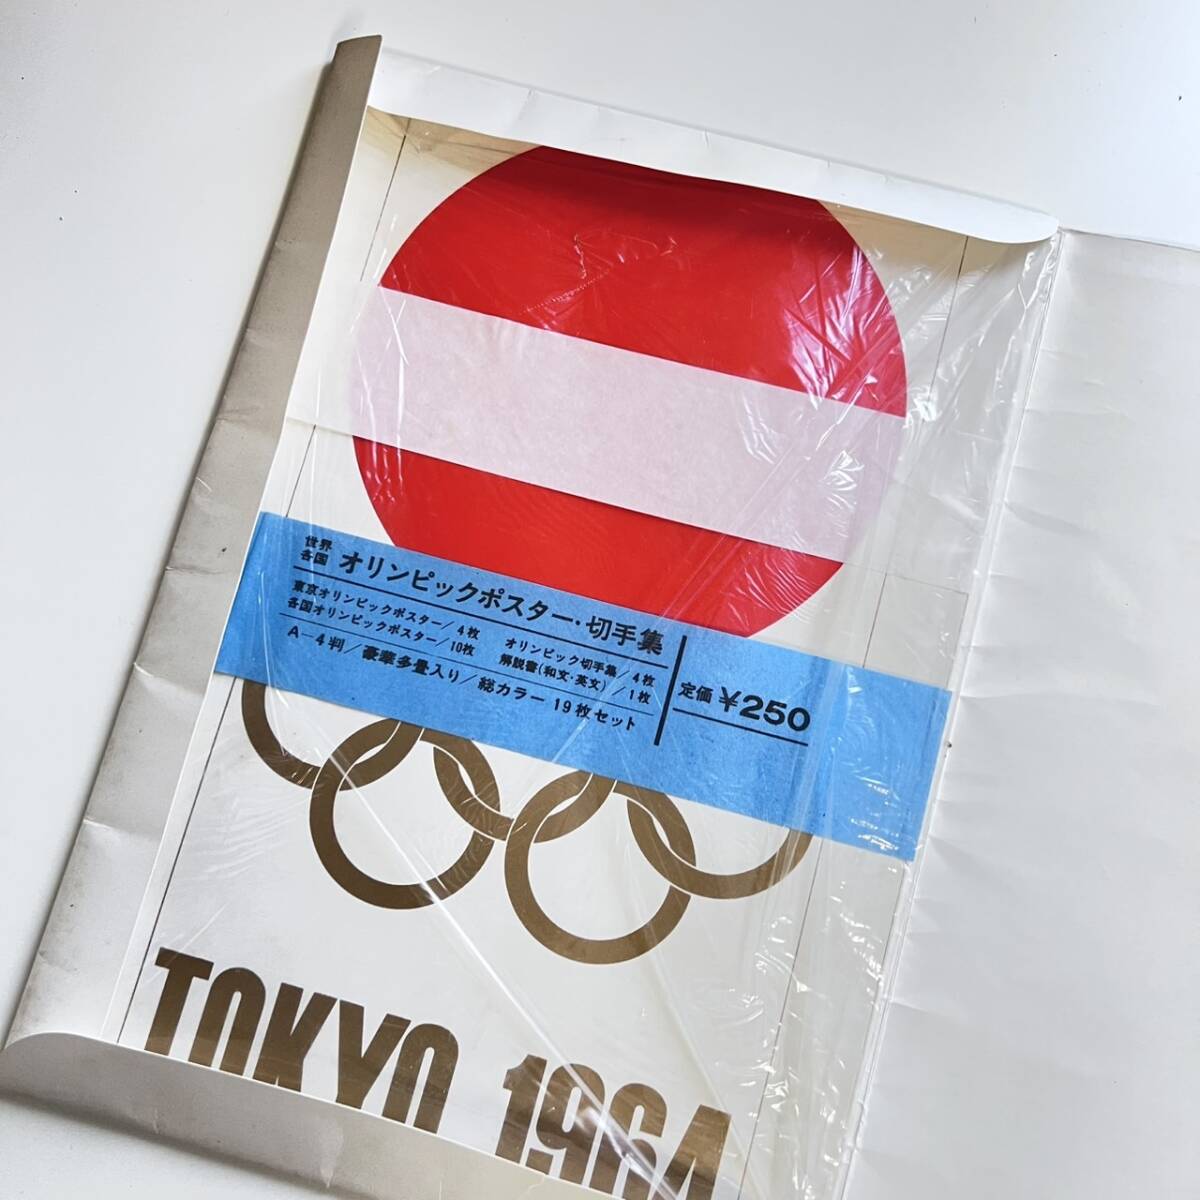 世界
各国
オリンピックポスター・切手集
東京オリンピックポスター/4枚
各国オリンピックポスター/10枚
オリンピック切手集/4枚
解説書(和文・英文)/1枚
A-4判/豪華多畳入り/総カラー 19枚セット
定価 ¥250
TOKYO 1964